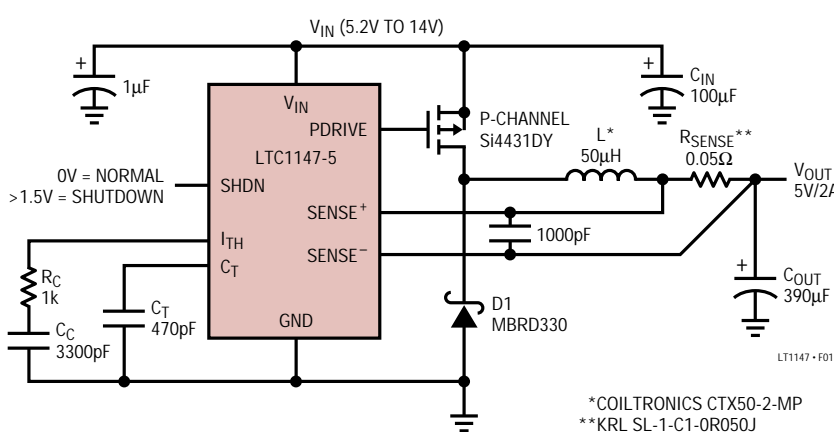 V_IN (5.2V TO 14V)
+
1µF
V_IN
PDRIVE
LTC1147-5
P-CHANNEL
Si4431DY
+
C_IN
100µF
L*
50µH
R_SENSE**
0.05Ω
V_OUT
5V/2A
0V = NORMAL
>1.5V = SHUTDOWN
SHDN
SENSE+
SENSE–
1000pF
I_TH
C_T
R_C
1k
C_C
3300pF
C_T
470pF
GND
D1
MBRD330
+
C_OUT
390µF
LT1147 • F01
*COILTRONICS CTX50-2-MP
**KRL SL-1-C1-0R050J